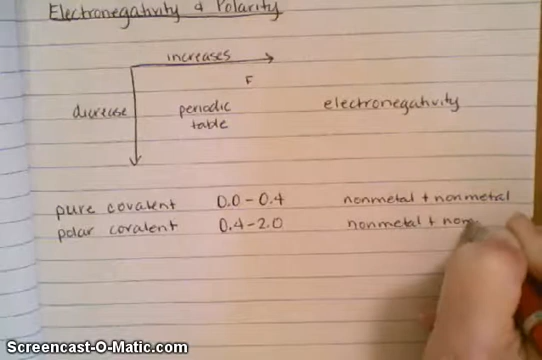 Electronegativity & Polarity
increases
F
decrease
periodic
table
electronegativity
pure covalent 0.0 - 0.4 nonmetal + nonmetal
polar covalent 0.4 - 2.0 nonmetal + non
Screencast-O-Matic.com